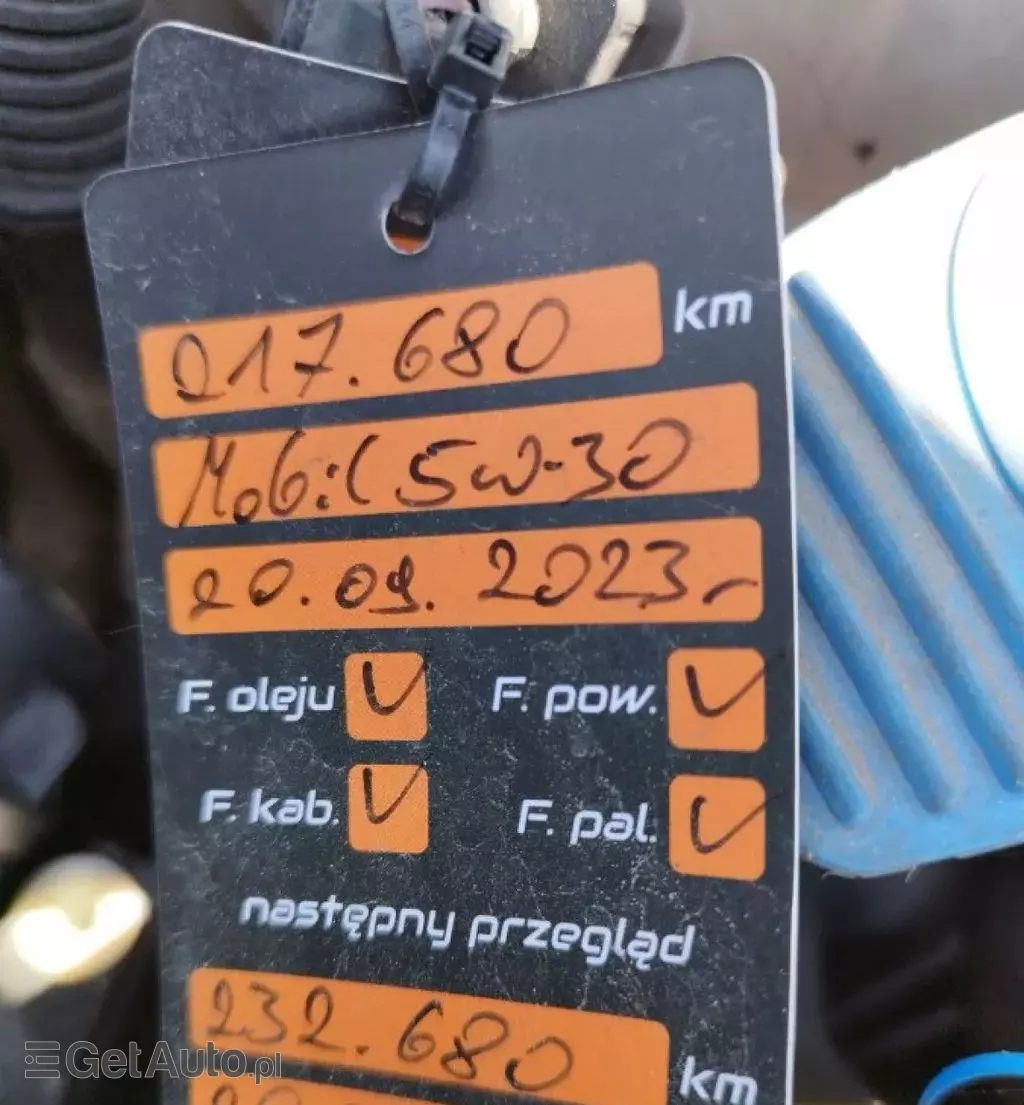 217.680 km
Mobil 5w-30
20.09.2023r
F. oleju F. pow.
F. kab. F. pal.
następny przegląd
232.680 km
GetAuto.pl